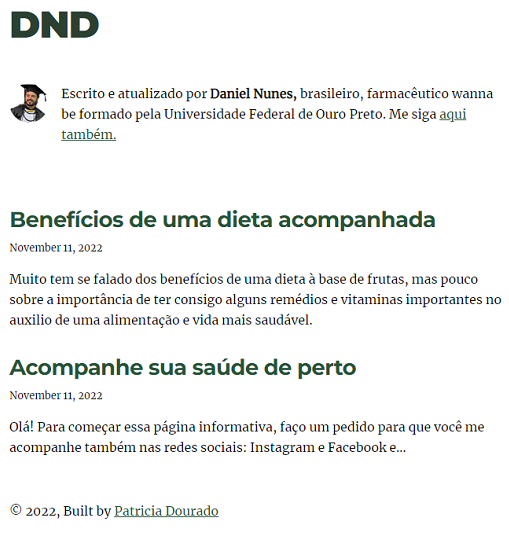 DND
Escrito e atualizado por Daniel Nunes, brasileiro, farmacêutico wanna
be formado pela Universidade Federal de Ouro Preto. Me siga aqui
também.
Benefícios de uma dieta acompanhada
November 11, 2022
Muito tem se falado dos benefícios de uma dieta à base de frutas, mas pouco
sobre a importância de ter consigo alguns remédios e vitaminas importantes no
auxilio de uma alimentação e vida mais saudável.
Acompanhe sua saúde de perto
November 11, 2022
Olá! Para começar essa página informativa, faço um pedido para que você me
acompanhe também nas redes sociais: Instagram e Facebook e...
© 2022, Built by Patricia Dourado